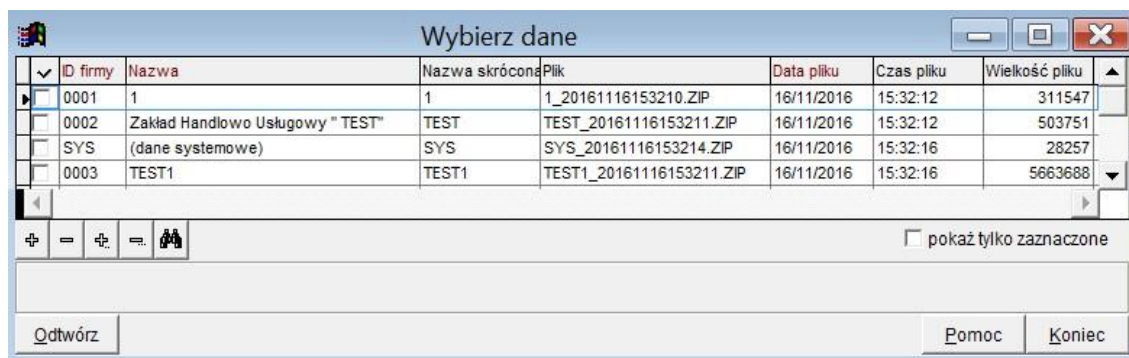 Wybierz dane
ID firmy Nazwa Nazwa skrócona Plik Data pliku Czas pliku Wielkość pliku
0001 1 1 1_20161116153210.ZIP 16/11/2016 15:32:12 311547
0002 Zakład Handlowo Usługowy " TEST" TEST TEST_20161116153211.ZIP 16/11/2016 15:32:12 503751
SYS (dane systemowe) SYS SYS_20161116153214.ZIP 16/11/2016 15:32:16 28257
0003 TEST1 TEST1 TEST1_20161116153211.ZIP 16/11/2016 15:32:16 5663688
pokaż tylko zaznaczone
Odtwórz Pomoc Koniec